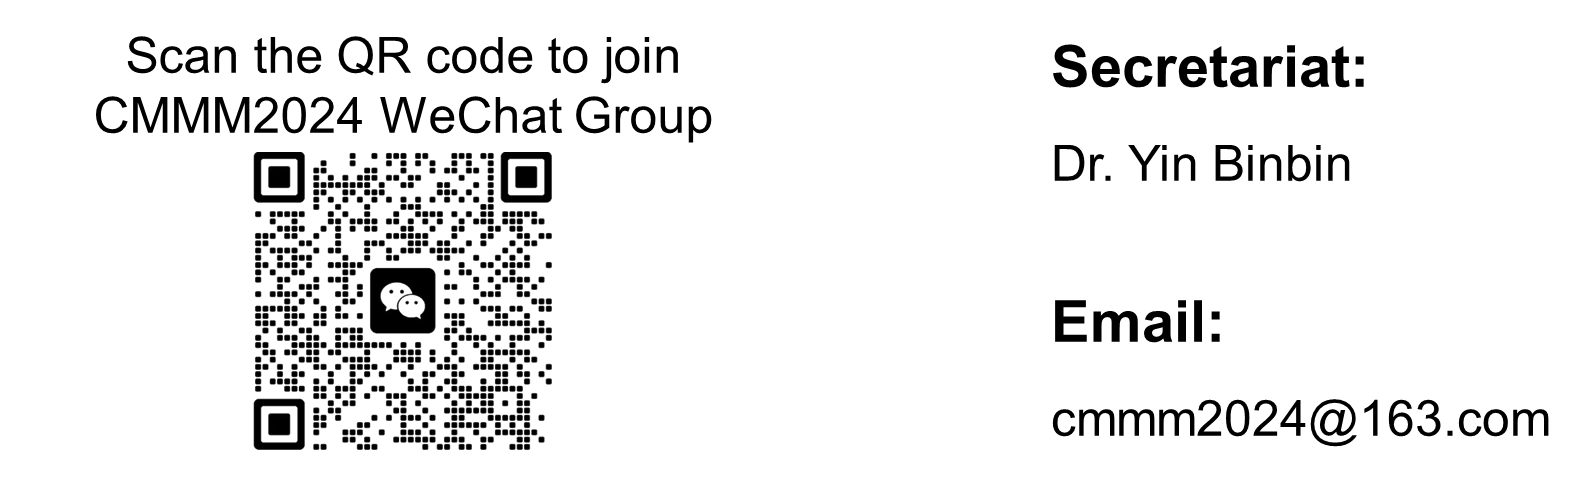 Scan the QR code to join
CMMM2024 WeChat Group
Secretariat:
Dr. Yin Binbin
Email:
cmmm2024@163.com